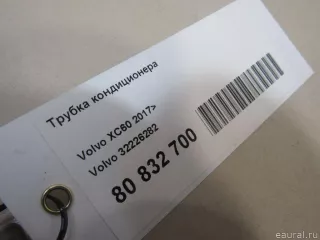 Трубка кондиционера
Volvo XC60 2017>
Volvo 32226282
80 832 700
eaural.ru